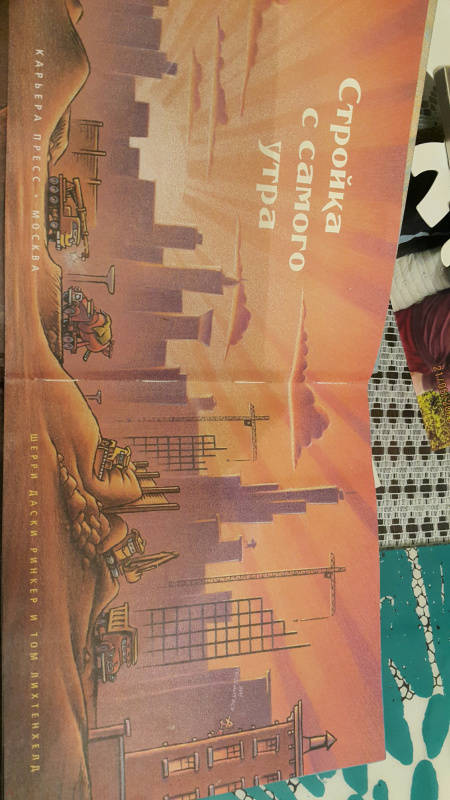 Стройка
с самого
утра
КАРЬЕРА ПРЕСС • МОСКВА
ШЕРРИ ДАСКИ РИНКЕР И ТОМ ЛИХТЕНХЕЛД